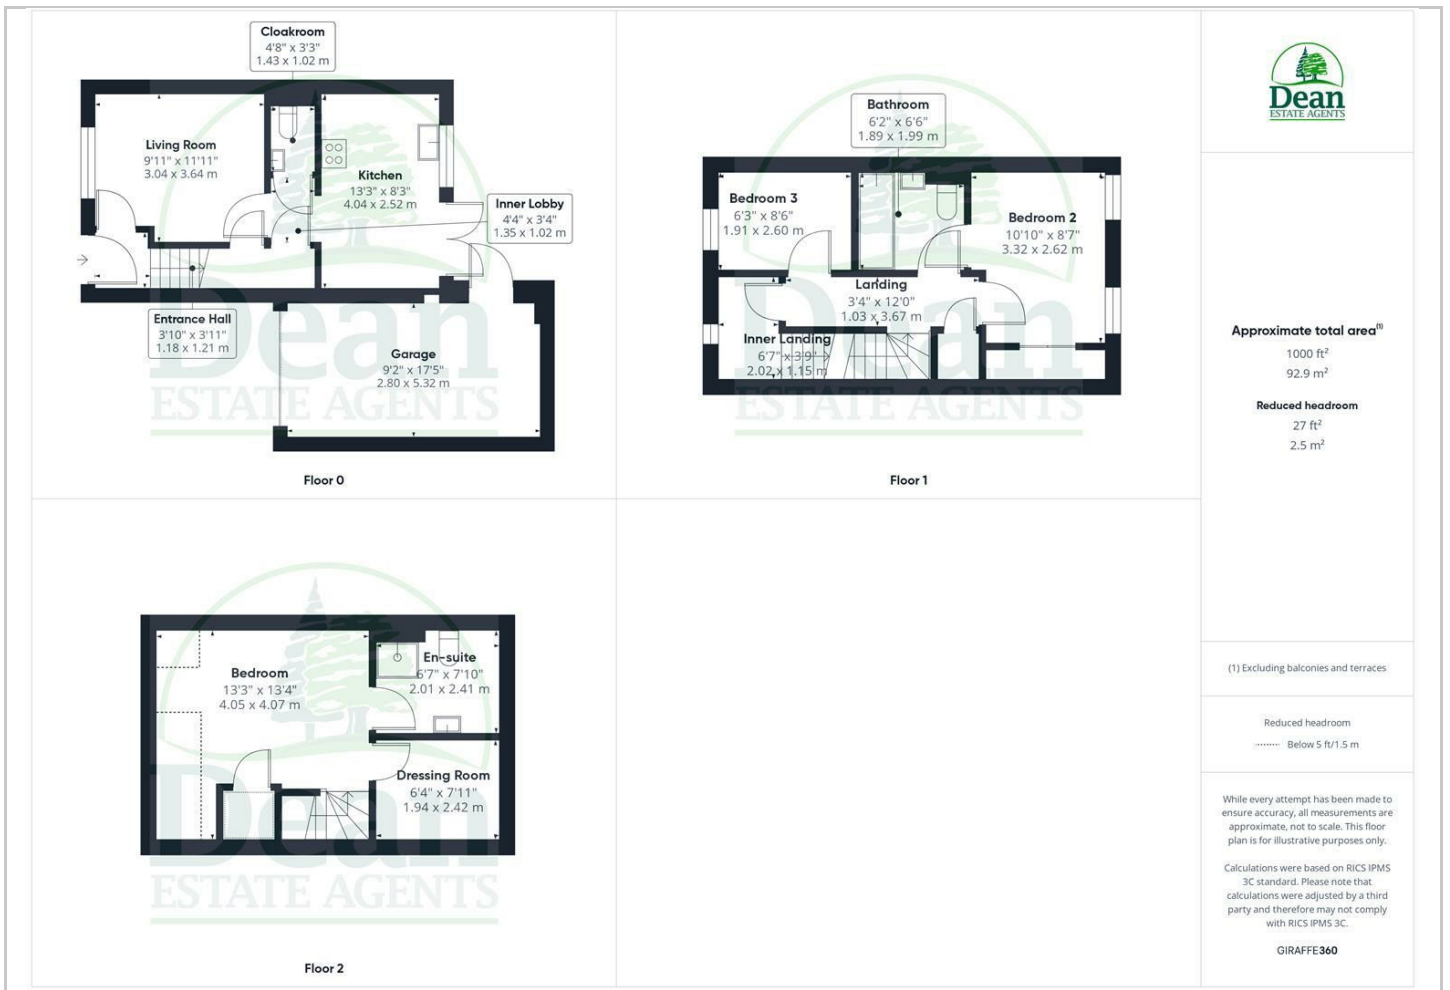 Cloakroom
4'8" x 3'3"
1.43 x 1.02 m
Living Room
9'11" x 11'11"
3.04 x 3.64 m
Kitchen
13'3" x 8'3"
4.04 x 2.52 m
Inner Lobby
4'4" x 3'4"
1.35 x 1.02 m
Entrance Hall
3'10" x 3'11"
1.18 x 1.21 m
Garage
9'2" x 17'5"
2.80 x 5.32 m
Dean
ESTATE AGENTS
Floor 0
Bathroom
6'2" x 6'6"
1.89 x 1.99 m
Bedroom 3
6'3" x 8'6"
1.91 x 2.60 m
Bedroom 2
10'10" x 8'7"
3.32 x 2.62 m
Landing
3'4" x 12'0"
1.03 x 3.67 m
Inner Landing
6'7" x 3'9"
2.02 x 1.15 m
Dean
ESTATE AGENTS
Floor 1
Bedroom
13'3" x 13'4"
4.05 x 4.07 m
En-suite
6'7" x 7'10"
2.01 x 2.41 m
Dressing Room
6'4" x 7'11"
1.94 x 2.42 m
Dean
ESTATE AGENTS
Floor 2
Dean
ESTATE AGENTS
Approximate total area(1)
1000 ft²
92.9 m²
Reduced headroom
27 ft²
2.5 m²
(1) Excluding balconies and terraces
Reduced headroom
Below 5 ft/1.5 m
While every attempt has been made to
ensure accuracy, all measurements are
approximate, not to scale. This floor
plan is for illustrative purposes only.
Calculations were based on RICS IPMS
3C standard. Please note that
calculations were adjusted by a third
party and therefore may not comply
with RICS IPMS 3C.
GIRAFFE360